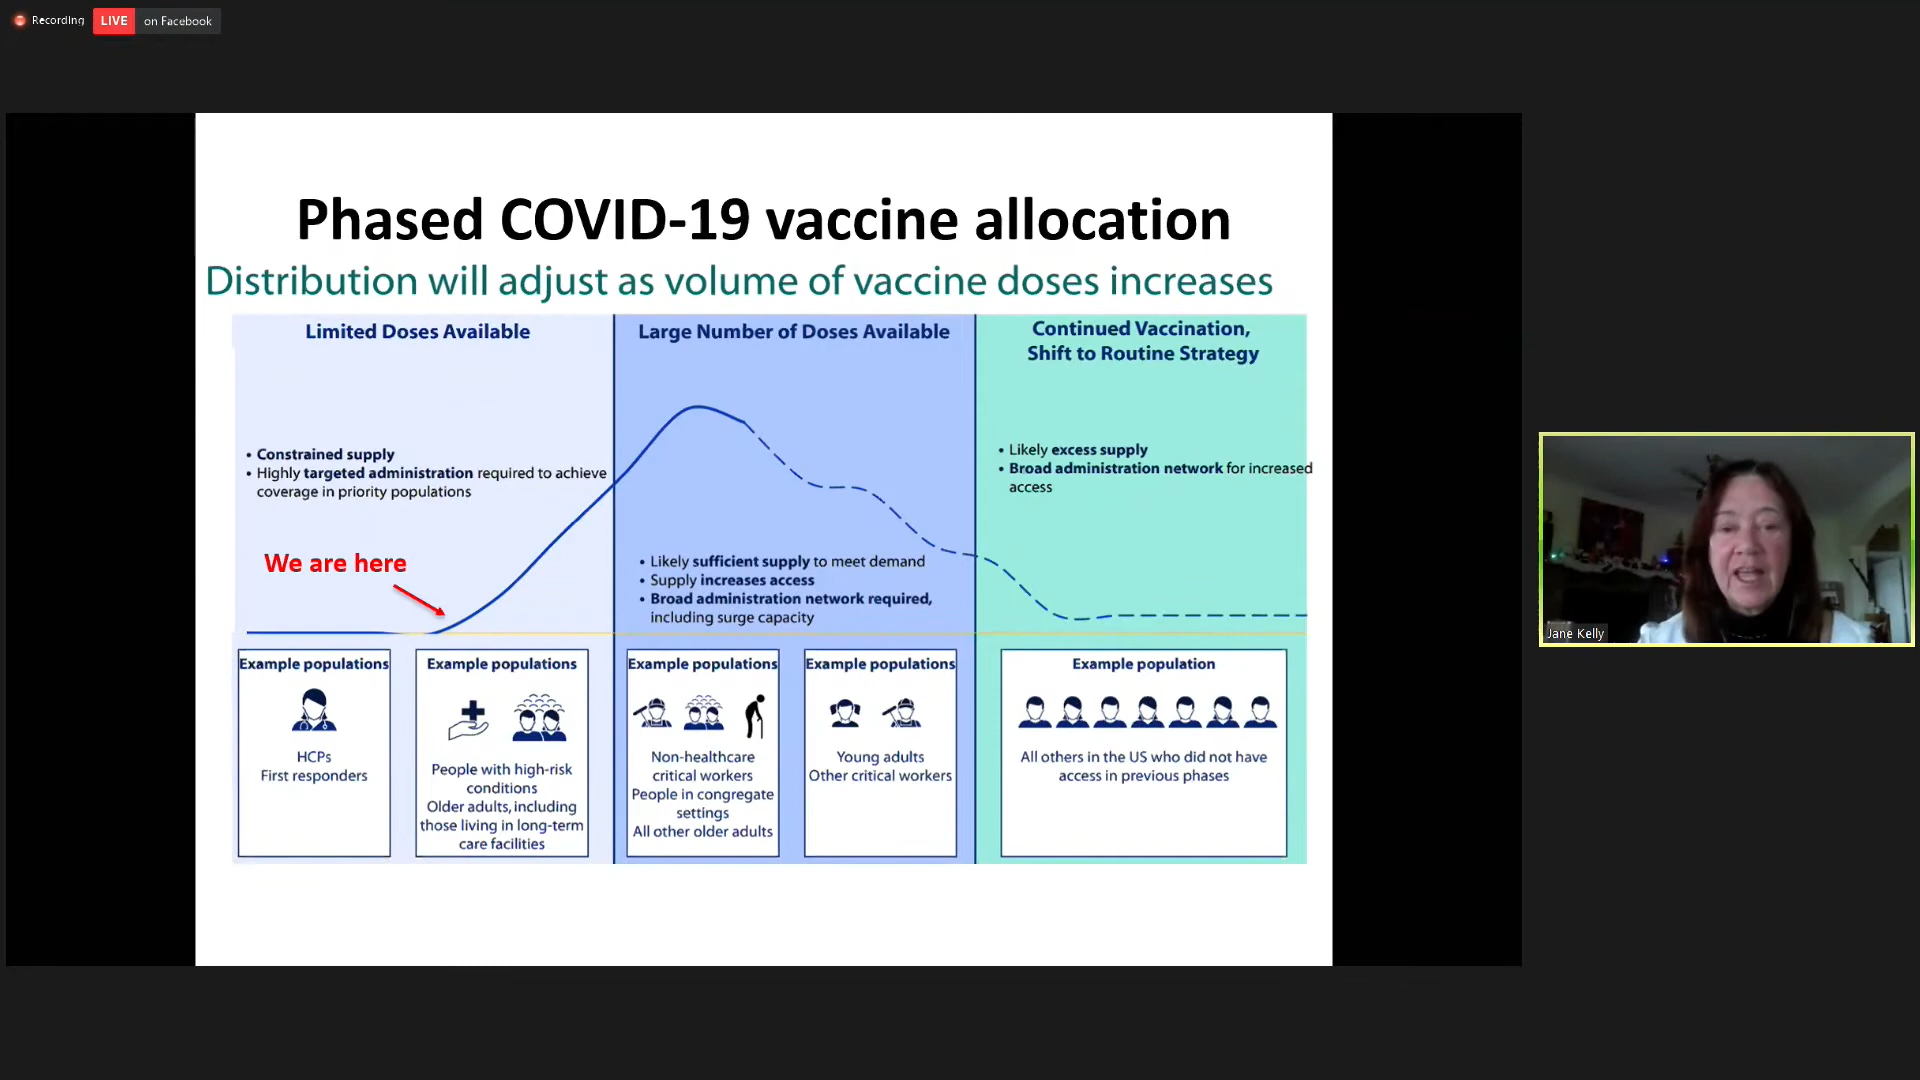 Recording
LIVE on Facebook
Phased COVID-19 vaccine allocation
Distribution will adjust as volume of vaccine doses increases
Limited Doses Available
• Constrained supply
• Highly targeted administration required to achieve
coverage in priority populations
We are here
Large Number of Doses Available
• Likely sufficient supply to meet demand
• Supply increases access
• Broad administration network required,
including surge capacity
Continued Vaccination,
Shift to Routine Strategy
• Likely excess supply
• Broad administration network for increased
access
Example populations
HCPs
First responders
Example populations
People with high-risk
conditions
Older adults, including
those living in long-term
care facilities
Example populations
Non-healthcare
critical workers
People in congregate
settings
All other older adults
Example populations
Young adults
Other critical workers
Example population
All others in the US who did not have
access in previous phases
Jane Kelly